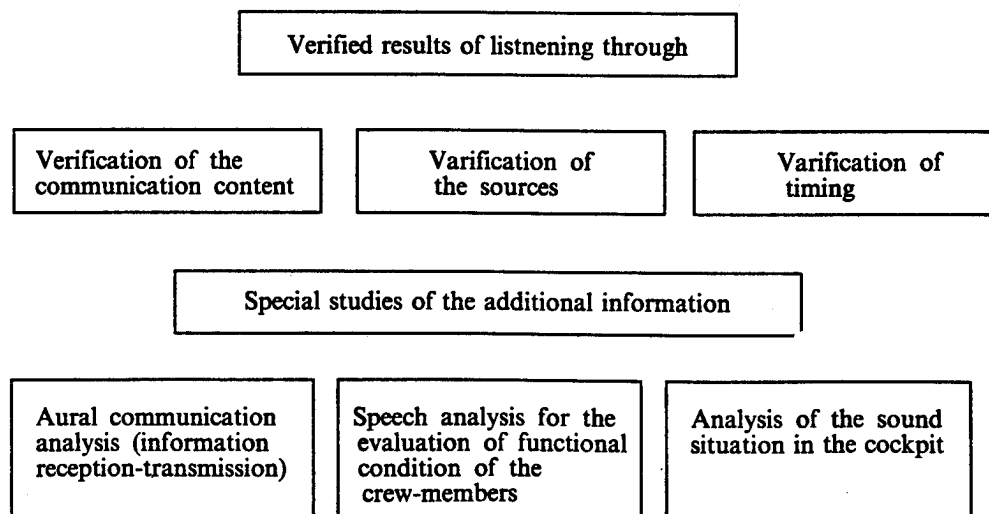 Verified results of listnening through
Verification of the
communication content
Varification of
the sources
Varification of
timing
Special studies of the additional information
Aural communication
analysis (information
reception-transmission)
Speech analysis for the
evaluation of functional
condition of the
crew-members
Analysis of the sound
situation in the cockpit